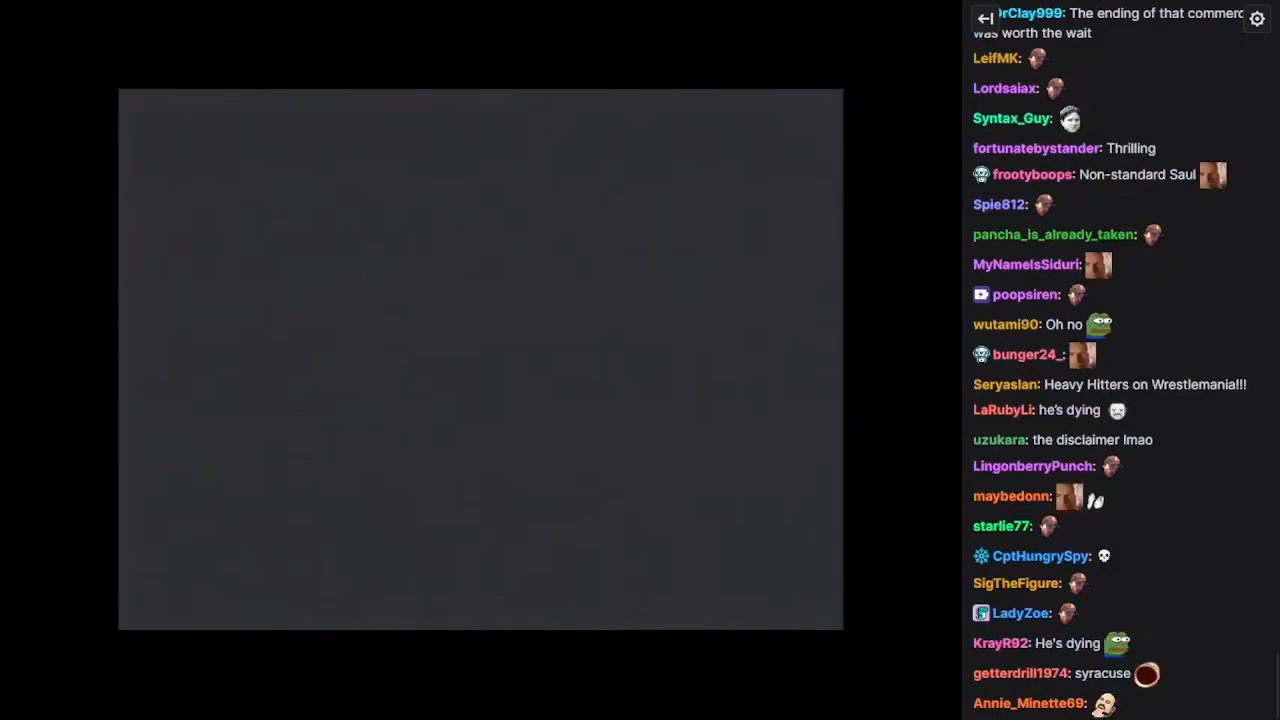 rClay999: The ending of that commerc
was worth the wait
LeifMK:
Lordsaiax:
Syntax_Guy:
fortunatebystander: Thrilling
frootyboops: Non-standard Saul
Spie812:
pancha_is_already_taken:
MyNameIsSiduri:
poopsiren:
wutami90: Oh no
bunger24_:
Seryaslan: Heavy Hitters on Wrestlemania!!!
LaRubyLi: he's dying
uzukara: the disclaimer lmao
LingonberryPunch:
maybedonn:
starlie77:
CptHungrySpy:
SigTheFigure:
LadyZoe:
KrayR92: He's dying
getterdrill1974: syracuse
Annie_Minette69: